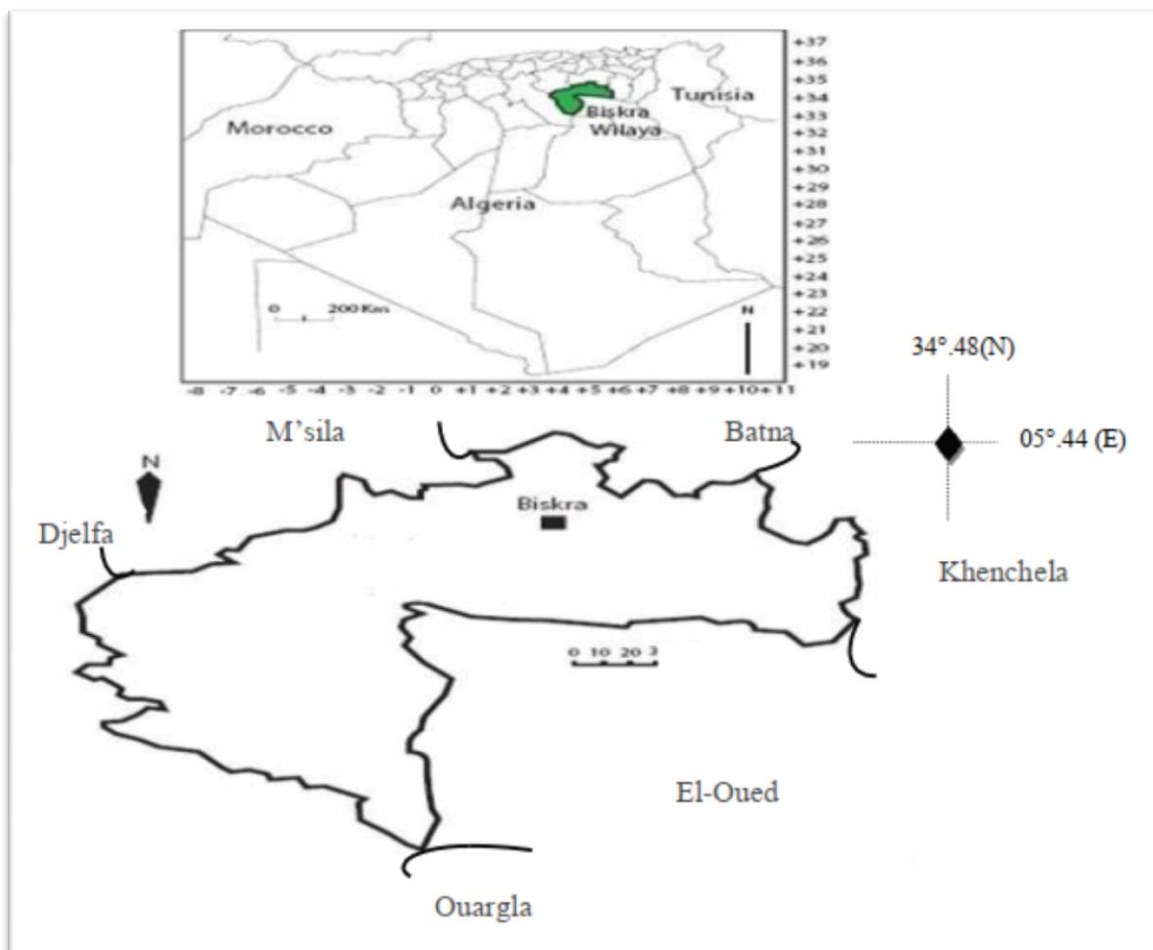 +37
+36
+35
+34
+33
+32
+31
+30
+29
+28
+27
+26
+25
+24
+23
+22
+21
+20
+19
Tunisia
Biskra
Wilaya
Morocco
Algeria
0 200Km
N
-8 -7 -6 -5 -4 -3 -2 -1 0 +1 +2 +3 +4 +5 +6 +7 +8 +9 +10 +11
34°.48(N)
05°.44 (E)
M'sila
Batna
N
Biskra
Djelfa
Khenchela
0 10 20 3
El-Oued
Ouargla